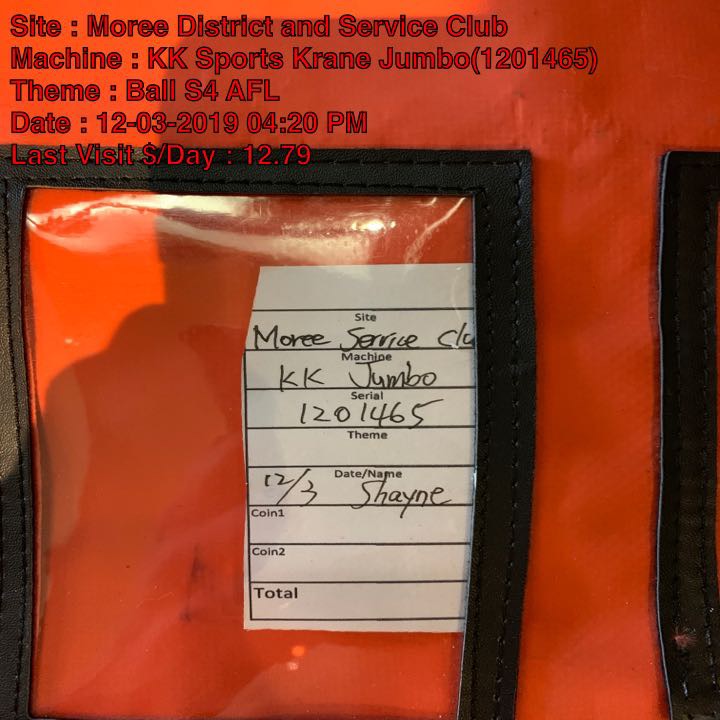 Site : Moree District and Service Club
Machine : KK Sports Krane Jumbo(1201465)
Theme : Ball S4 AFL
Date : 12-03-2019 04:20 PM
Last Visit $/Day : 12.79
Site
Moree Service Clu
Machine
KK Jumbo
Serial
1201465
Theme
Date/Name
12/3 Shayne
Coin1
Coin2
Total